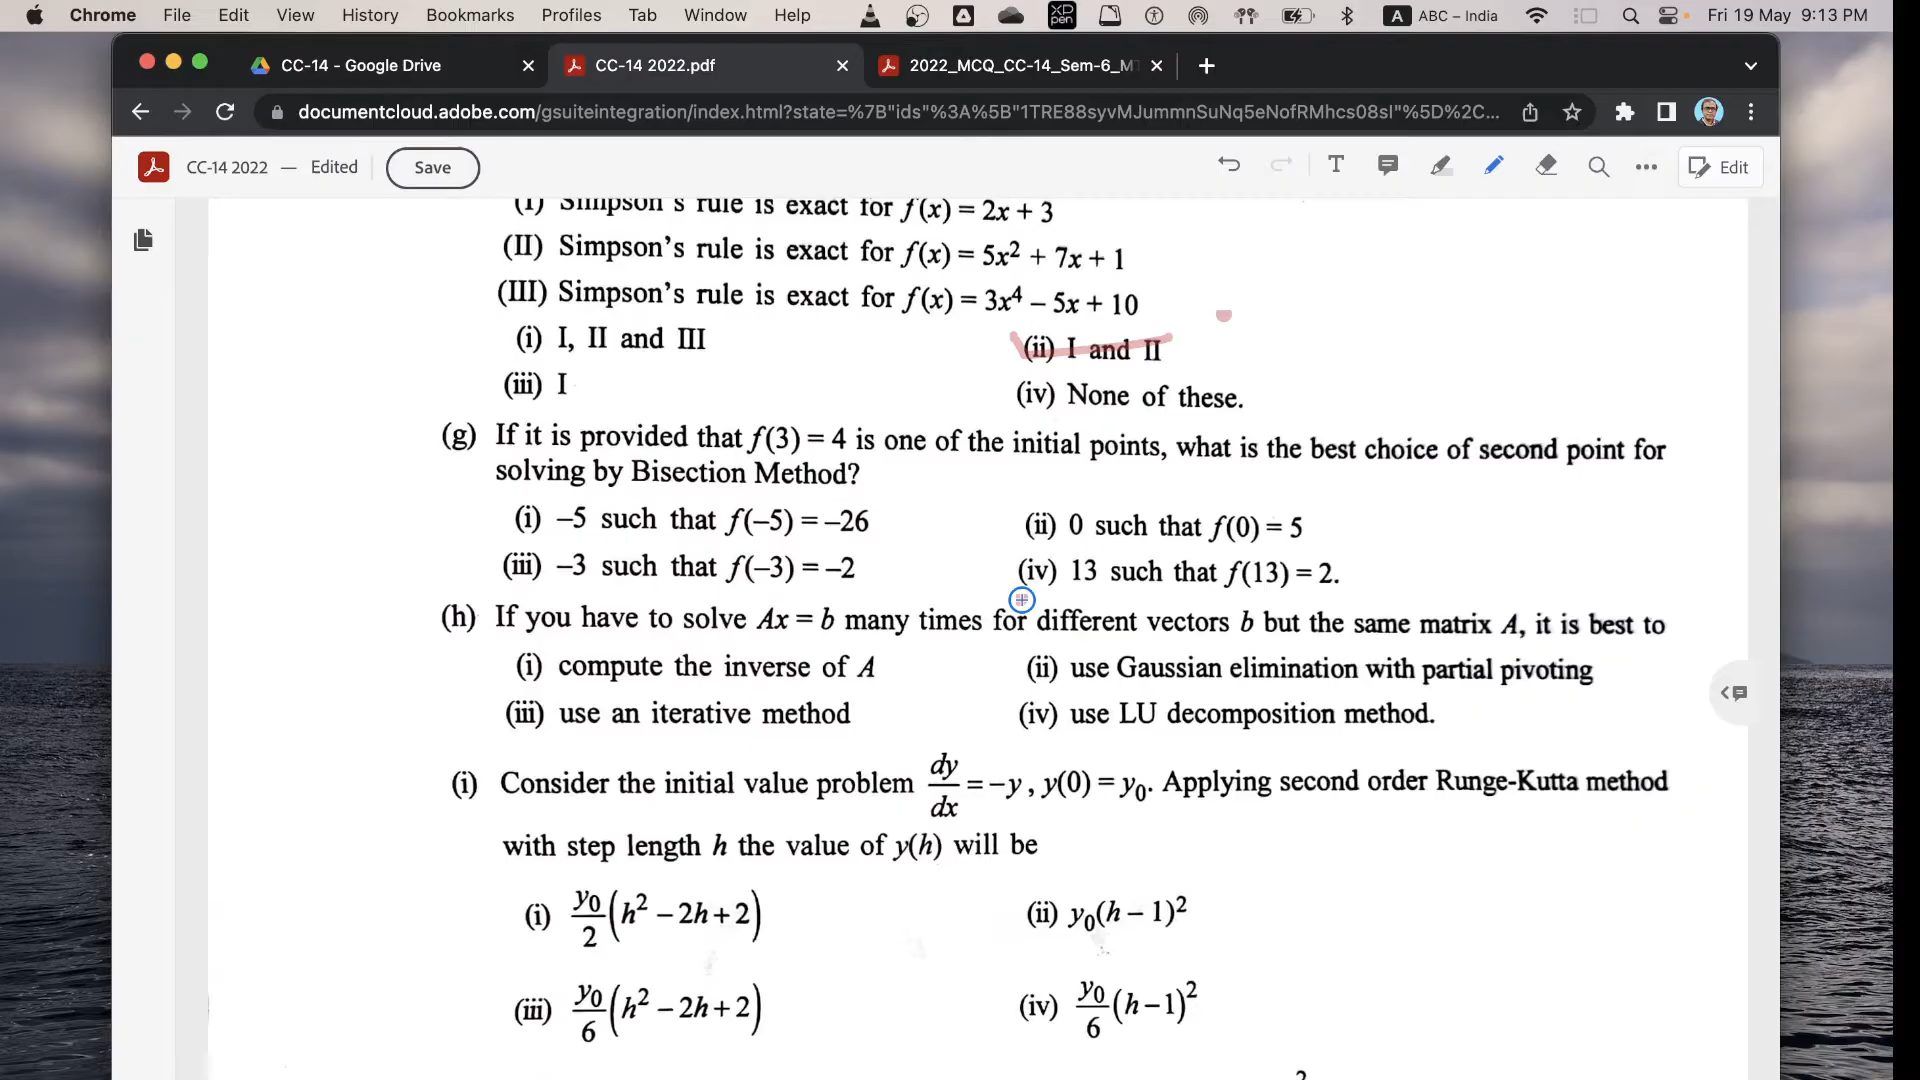 Chrome File Edit View History Bookmarks Profiles Tab Window Help XP pen A ABC – India Fri 19 May 9:13 PM
CC-14 - Google Drive CC-14 2022.pdf 2022_MCQ_CC-14_Sem-6_M
documentcloud.adobe.com/gsuiteintegration/index.html?state=%7B"ids"%3A%5B"1TRE88syvMJummnSuNq5eNofRMhcs08sI"%5D%2C...
CC-14 2022 — Edited Save T Edit
(I) Simpson's rule is exact for f(x) = 2x + 3
(II) Simpson's rule is exact for f(x) = 5x² + 7x + 1
(III) Simpson's rule is exact for f(x) = 3x⁴ – 5x + 10
(i) I, II and III (ii) I and II
(iii) I (iv) None of these.
(g) If it is provided that f(3) = 4 is one of the initial points, what is the best choice of second point for
solving by Bisection Method?
(i) –5 such that f(–5) = –26 (ii) 0 such that f(0) = 5
(iii) –3 such that f(–3) = –2 (iv) 13 such that f(13) = 2.
(h) If you have to solve Ax = b many times for different vectors b but the same matrix A, it is best to
(i) compute the inverse of A (ii) use Gaussian elimination with partial pivoting
(iii) use an iterative method (iv) use LU decomposition method.
(i) Consider the initial value problem dy/dx = –y, y(0) = y₀. Applying second order Runge-Kutta method
with step length h the value of y(h) will be
(i) y₀/2 (h² – 2h + 2) (ii) y₀(h – 1)²
(iii) y₀/6 (h² – 2h + 2) (iv) y₀/6 (h – 1)²